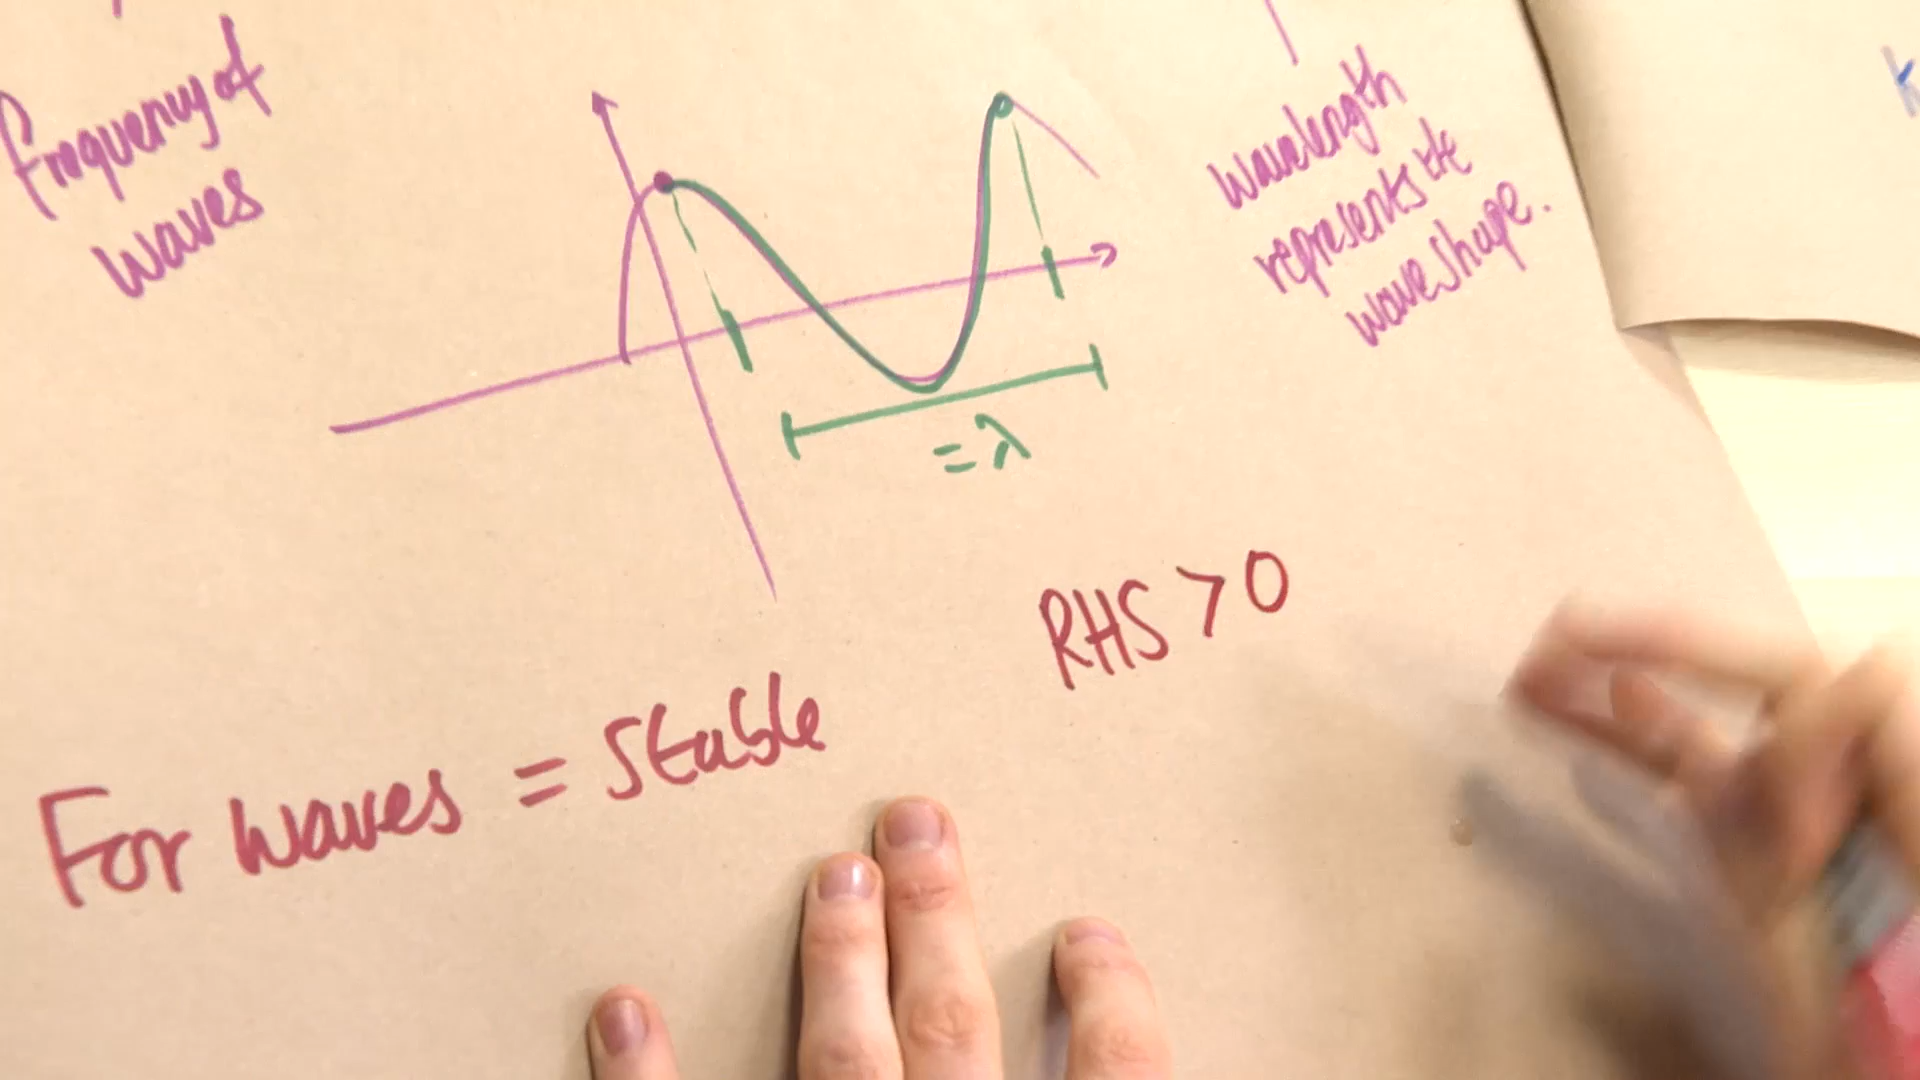 frequency of
waves
wavelength
represents the
wave shape.
= λ
RHS > 0
For waves = stable
k